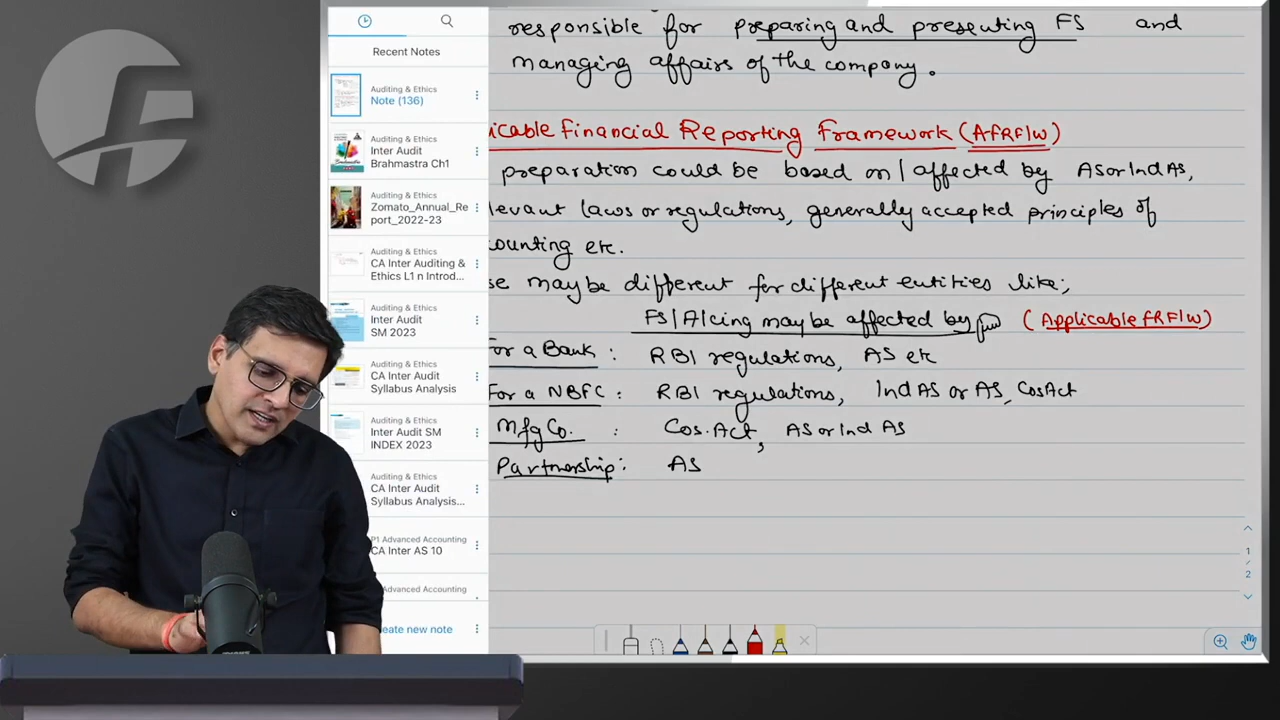 Recent Notes
Auditing & Ethics
Note (136)
Auditing & Ethics
Inter Audit
Brahmastra Ch1
Auditing & Ethics
Zomato_Annual_Re
port_2022-23
Auditing & Ethics
CA Inter Auditing &
Ethics L1 n Introd...
Auditing & Ethics
Inter Audit
SM 2023
Auditing & Ethics
CA Inter Audit
Syllabus Analysis
Auditing & Ethics
Inter Audit SM
INDEX 2023
Auditing & Ethics
CA Inter Audit
Syllabus Analysis...
P1 Advanced Accounting
CA Inter AS 10
Advanced Accounting
eate new note
responsible for preparing and presenting FS and
managing affairs of the company.
icable Financial Reporting Framework (AFRF/W)
preparation could be based on/affected by AS or Ind AS,
levant laws or regulations, generally accepted principles of
counting etc.
se may be different for different entities like;
FS/A/cing may be affected by (Applicable FRF/W)
For a Bank: RBI regulations, AS etc
For a NBFC: RBI regulations, Ind AS or AS, Cos Act
Mfg Co. : Cos. Act, AS or Ind AS
Partnership: AS
1
2